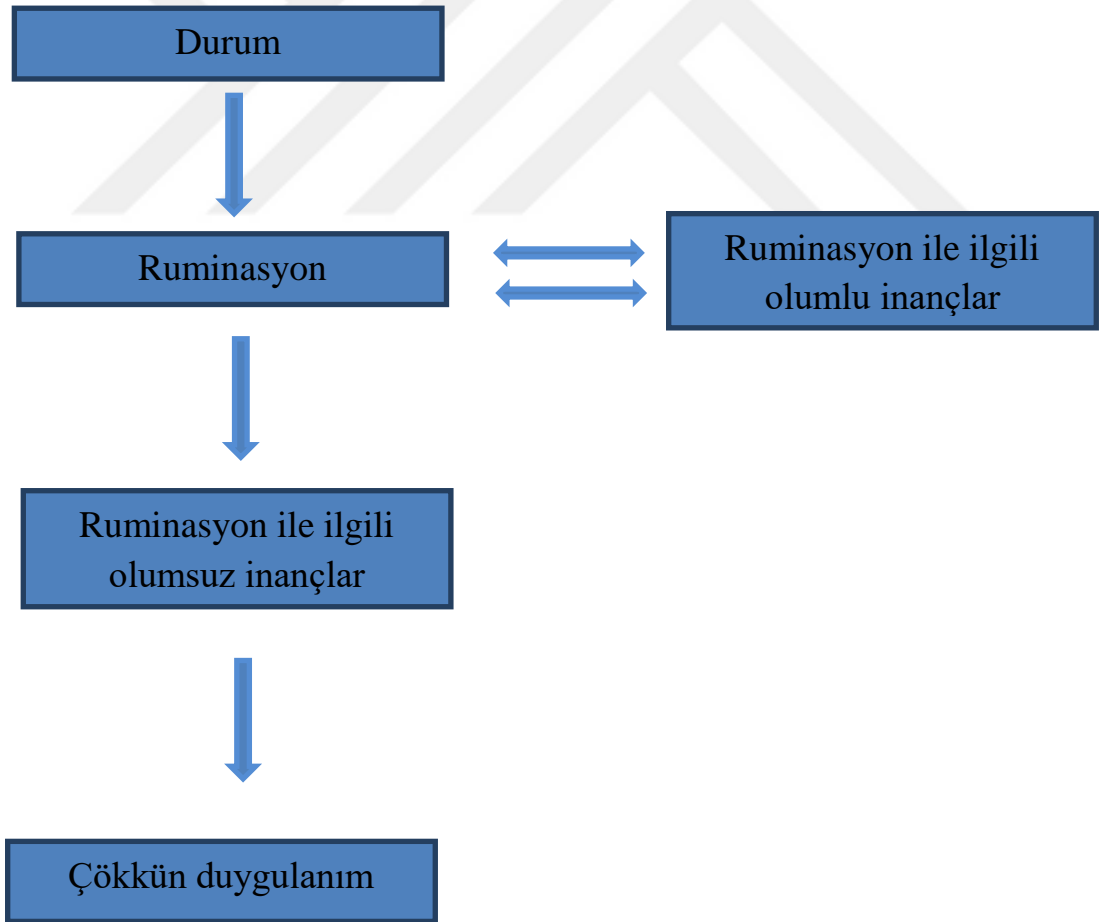 Durum
Ruminasyon
Ruminasyon ile ilgili
olumlu inançlar
Ruminasyon ile ilgili
olumsuz inançlar
Çökkün duygulanım